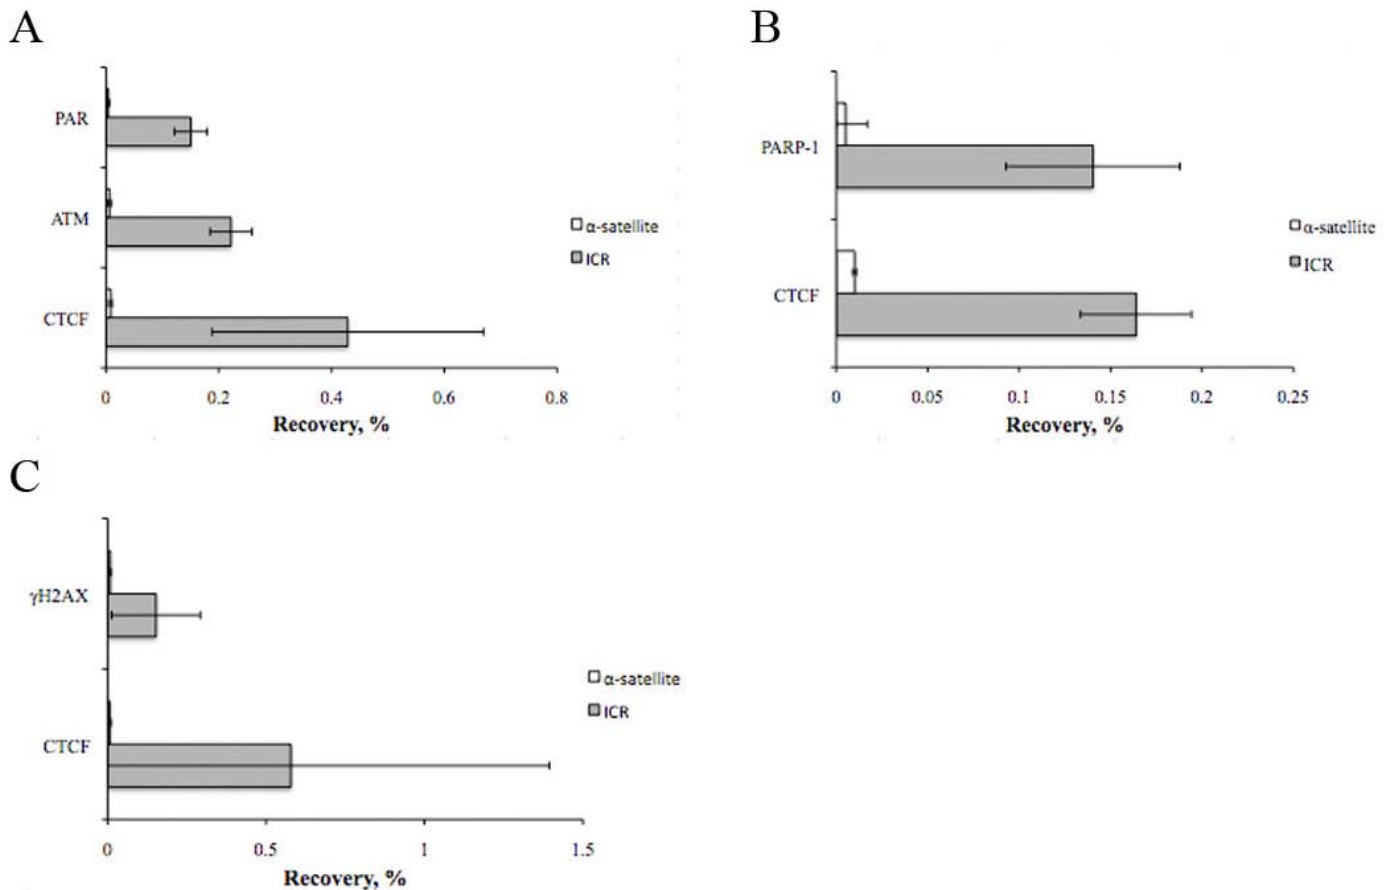 A
PAR
ATM
CTCF
α-satellite
ICR
0 0.2 0.4 0.6 0.8
Recovery, %
B
PARP-1
CTCF
α-satellite
ICR
0 0.05 0.1 0.15 0.2 0.25
Recovery, %
C
γH2AX
CTCF
α-satellite
ICR
0 0.5 1 1.5
Recovery, %